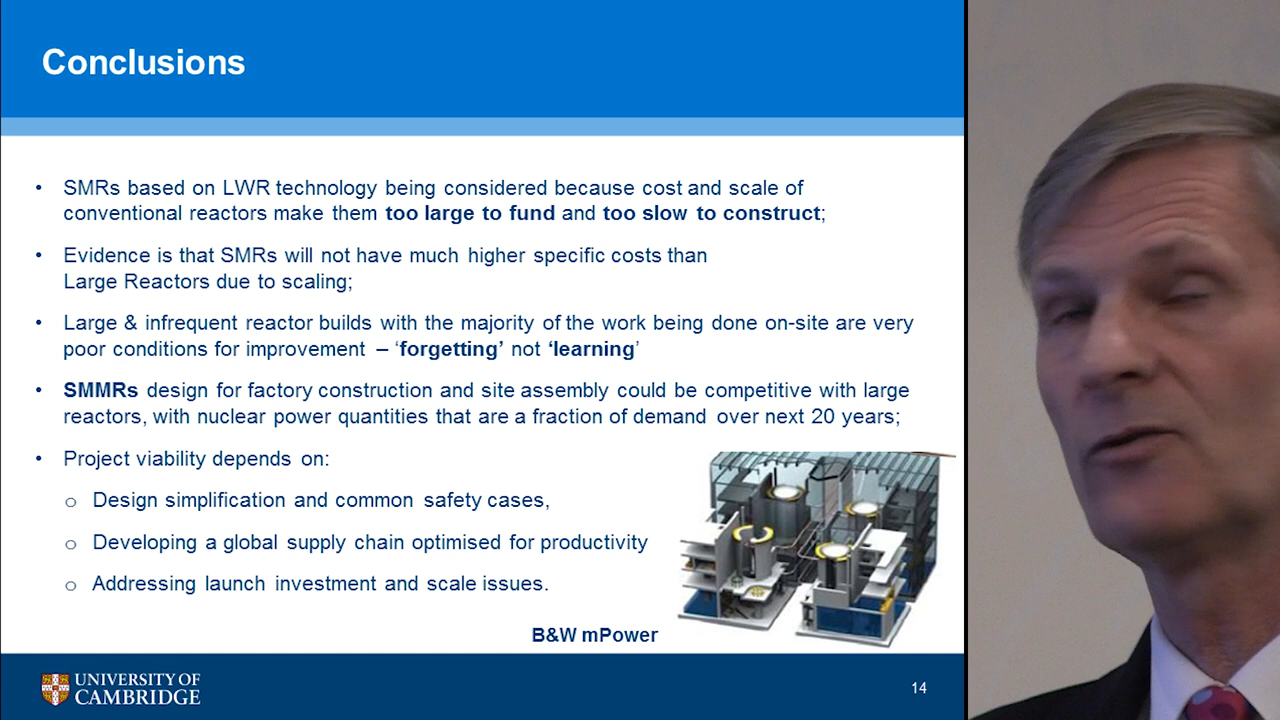 Conclusions
• SMRs based on LWR technology being considered because cost and scale of
conventional reactors make them too large to fund and too slow to construct;
• Evidence is that SMRs will not have much higher specific costs than
Large Reactors due to scaling;
• Large & infrequent reactor builds with the majority of the work being done on-site are very
poor conditions for improvement – ‘forgetting’ not ‘learning’
• SMMRs design for factory construction and site assembly could be competitive with large
reactors, with nuclear power quantities that are a fraction of demand over next 20 years;
• Project viability depends on:
o Design simplification and common safety cases,
o Developing a global supply chain optimised for productivity
o Addressing launch investment and scale issues.
B&W mPower
UNIVERSITY OF
CAMBRIDGE
14